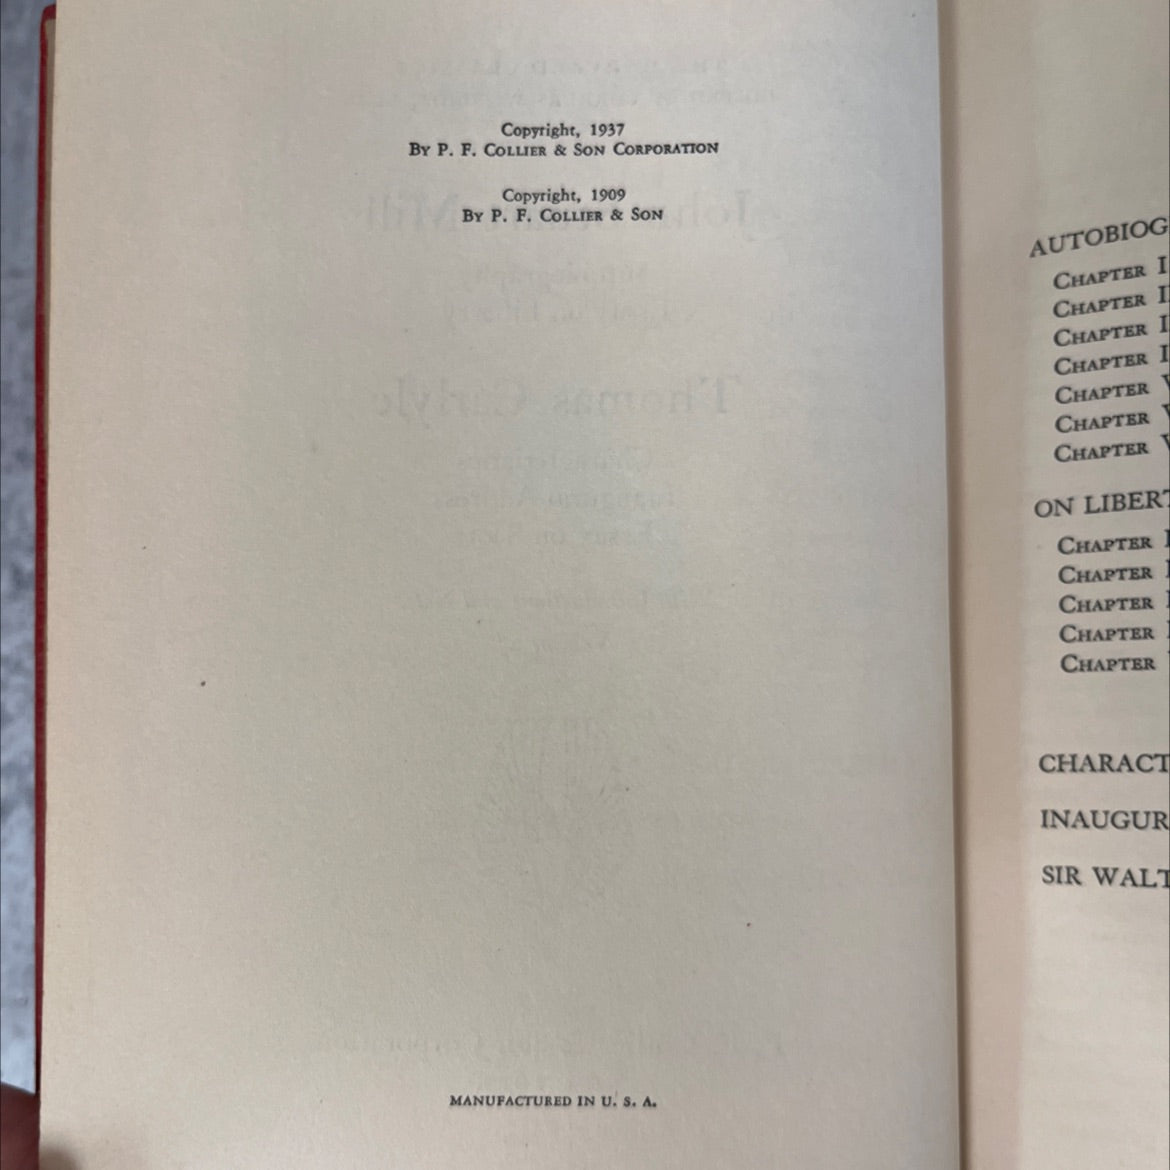 Copyright, 1937
By P. F. Collier & Son Corporation
Copyright, 1909
By P. F. Collier & Son
MANUFACTURED IN U. S. A.
AUTOBIOG
Chapter I
Chapter I
Chapter I
Chapter I
Chapter V
Chapter V
Chapter V
ON LIBERT
Chapter
Chapter
Chapter
Chapter
Chapter
CHARACT
INAUGUR
SIR WALT